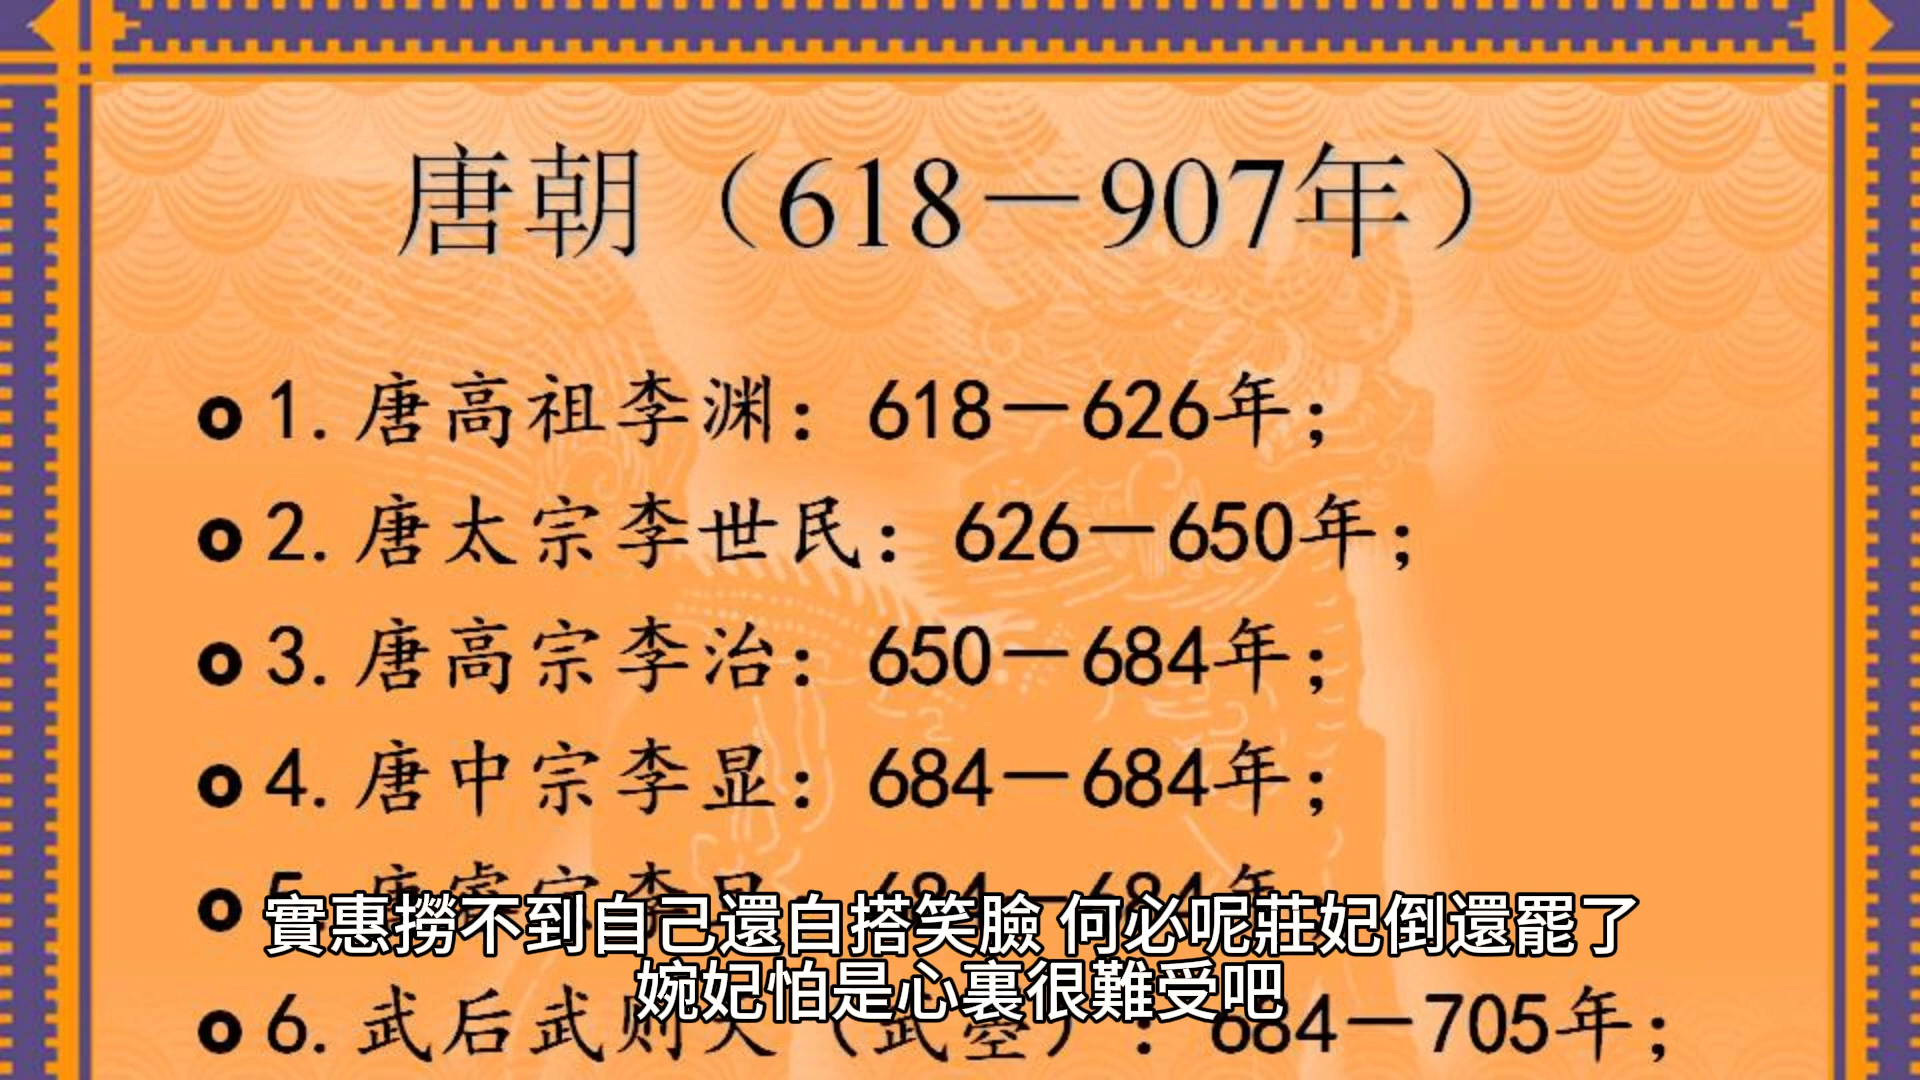 唐朝（618－907年）
1.唐高祖李渊：618－626年；
2.唐太宗李世民：626－650年；
3.唐高宗李治：650－684年；
4.唐中宗李显：684－684年；
實惠撈不到自己還白搭笑臉 何必呢莊妃倒還罷了
婉妃怕是心裏很難受吧
6.武后武则天（武曌）：684－705年；